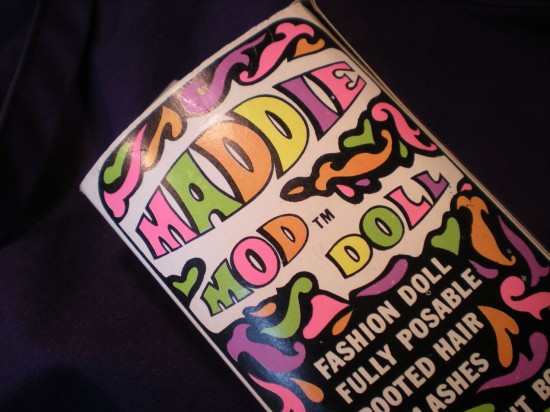 MADDIE
MOD™ DOLL
FASHION DOLL
FULLY POSABLE
ROOTED HAIR
LASHES